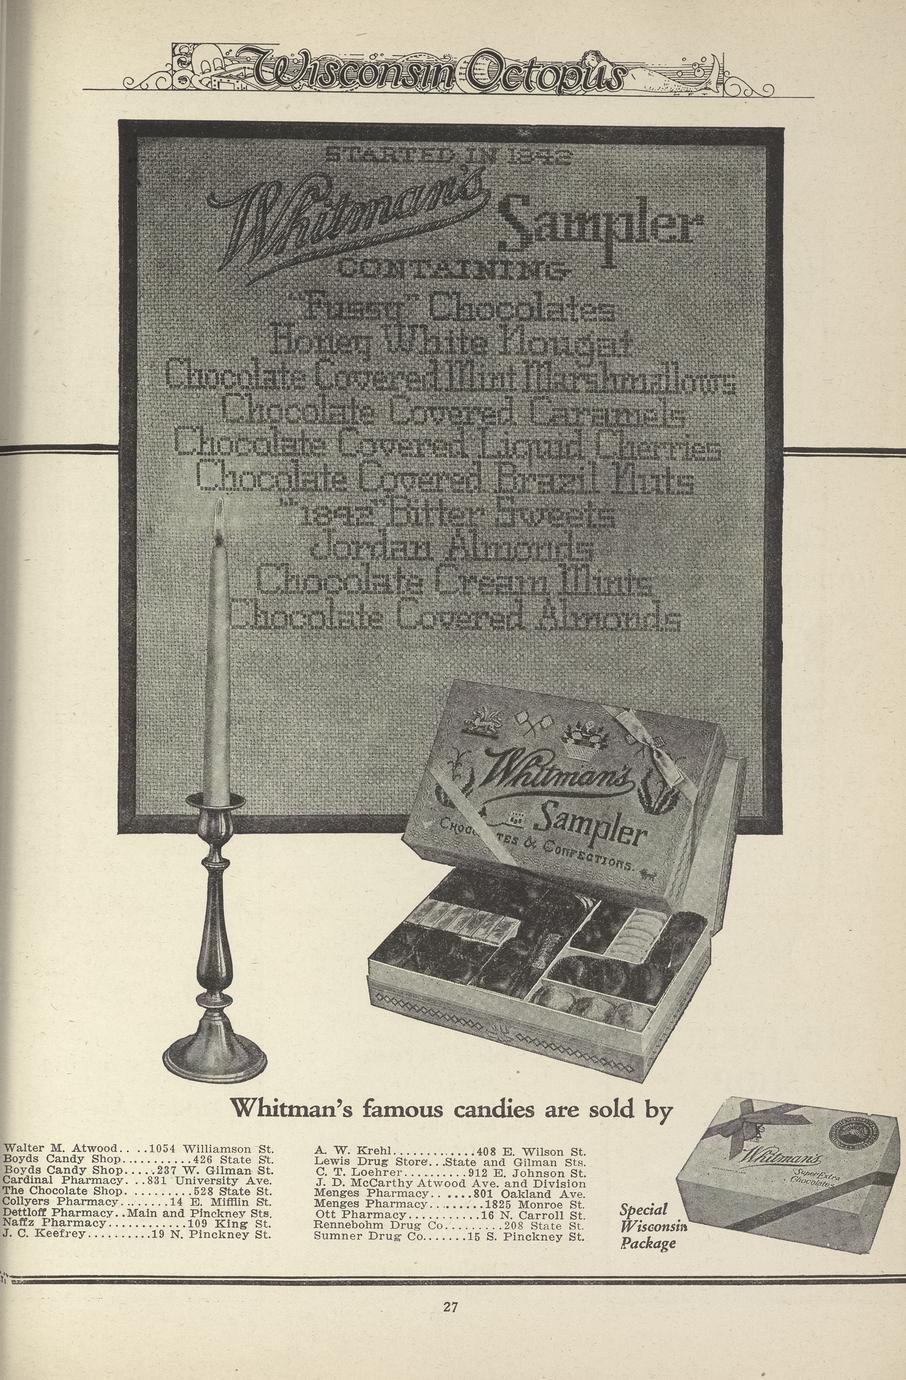 Wisconsin Octopus
STARTED IN 1842
Whitman's Sampler
CONTAINING
"Fussy" Chocolates
Honey White Nougat
Chocolate Covered Mint Marshmallows
Chocolate Covered Caramels
Chocolate Covered Liquid Cherries
Chocolate Covered Brazil Nuts
"1842" Bitter Sweets
Jordan Almonds
Chocolate Cream Mints
Chocolate Covered Almonds
Whitman's
Sampler
CHOC TES & CONFECTIONS.
Whitman's famous candies are sold by
Walter M. Atwood.. ..1054 Williamson St.
Boyds Candy Shop...........426 State St.
Boyds Candy Shop.....237 W. Gilman St.
Cardinal Pharmacy. ..831 University Ave.
The Chocolate Shop. ..........528 State St.
Collyers Pharmacy........14 E. Mifflin St.
Dettloff Pharmacy..Main and Pinckney Sts.
Naffz Pharmacy............109 King St.
J. C. Keefrey..........19 N. Pinckney St.
A. W. Krehl............408 E. Wilson St.
Lewis Drug Store...State and Gilman Sts.
C. T. Loehrer..........912 E. Johnson St.
J. D. McCarthy Atwood Ave. and Division
Menges Pharmacy.. .....801 Oakland Ave.
Menges Pharmacy........1825 Monroe St.
Ott Pharmacy...........16 N. Carroll St.
Rennebohm Drug Co.........208 State St.
Sumner Drug Co.......15 S. Pinckney St.
Special
Wisconsin
Package
Whitman's
Super Extra
Chocolates
27